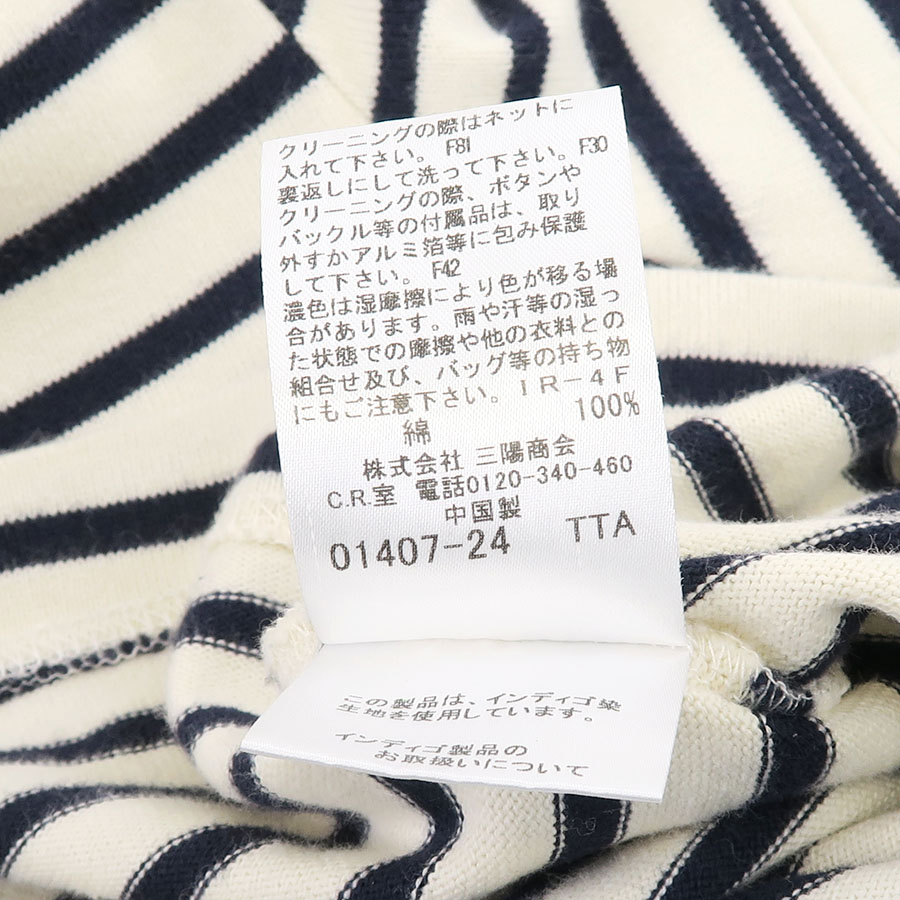 クリーニングの際はネットに
入れて下さい。F81
裏返しにして洗って下さい。F30
クリーニングの際、ボタンや
バックル等の付属品は、取り
外すかアルミ箔等に包み保護
して下さい。F42
濃色は湿摩擦により色が移る場
合があります。雨や汗等の湿っ
た状態での摩擦や他の衣料との
組合せ及び、バッグ等の持ち物
にもご注意下さい。IR-4F
綿 100%
株式会社 三陽商会
C.R.室 電話0120-340-460
中国製
01407-24 TTA
この製品は、インディゴ染
生地を使用しています。
インディゴ製品の
お取扱いについて